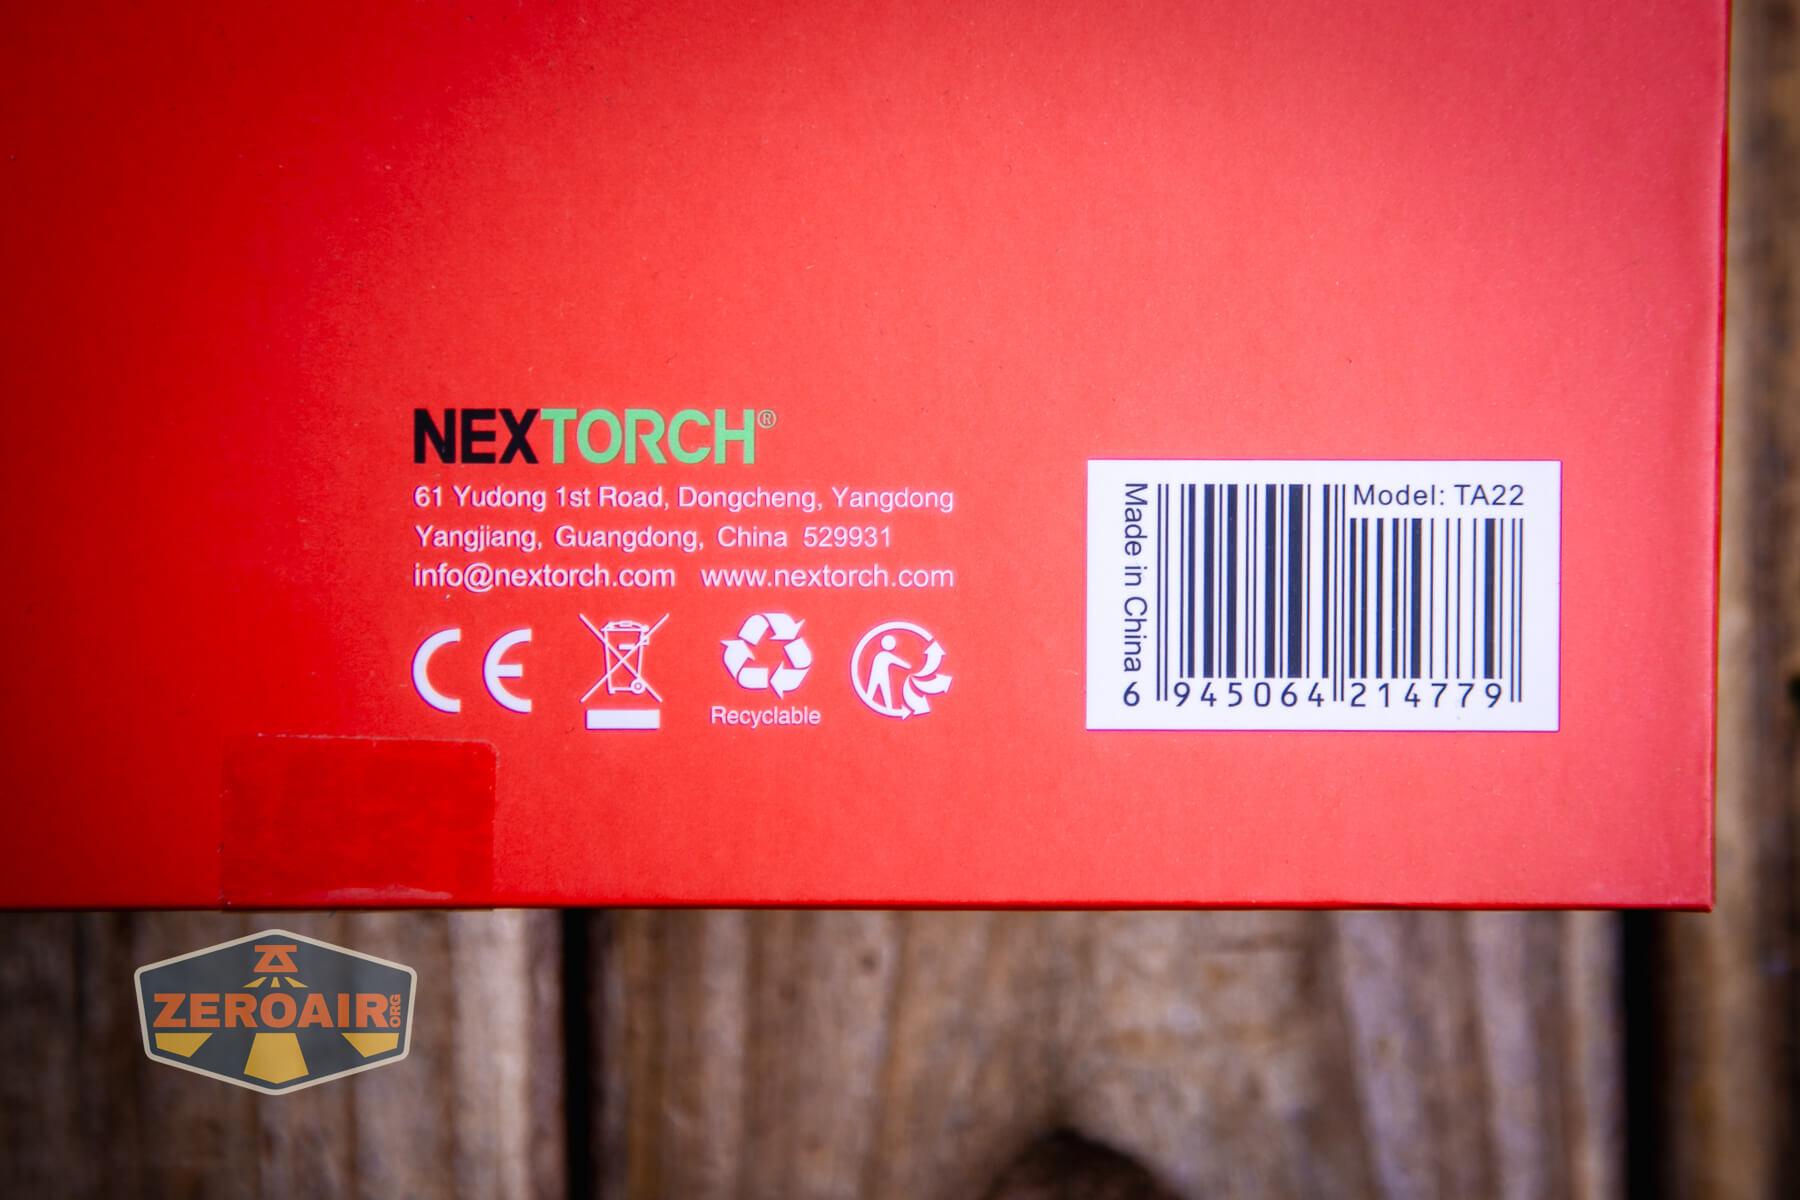 NEXTORCH®
61 Yudong 1st Road, Dongcheng, Yangdong
Yangjiang, Guangdong, China 529931
info@nextorch.com www.nextorch.com
CE
Recyclable
Made in China
Model: TA22
6 945064 214779
ZEROAIR.ORG